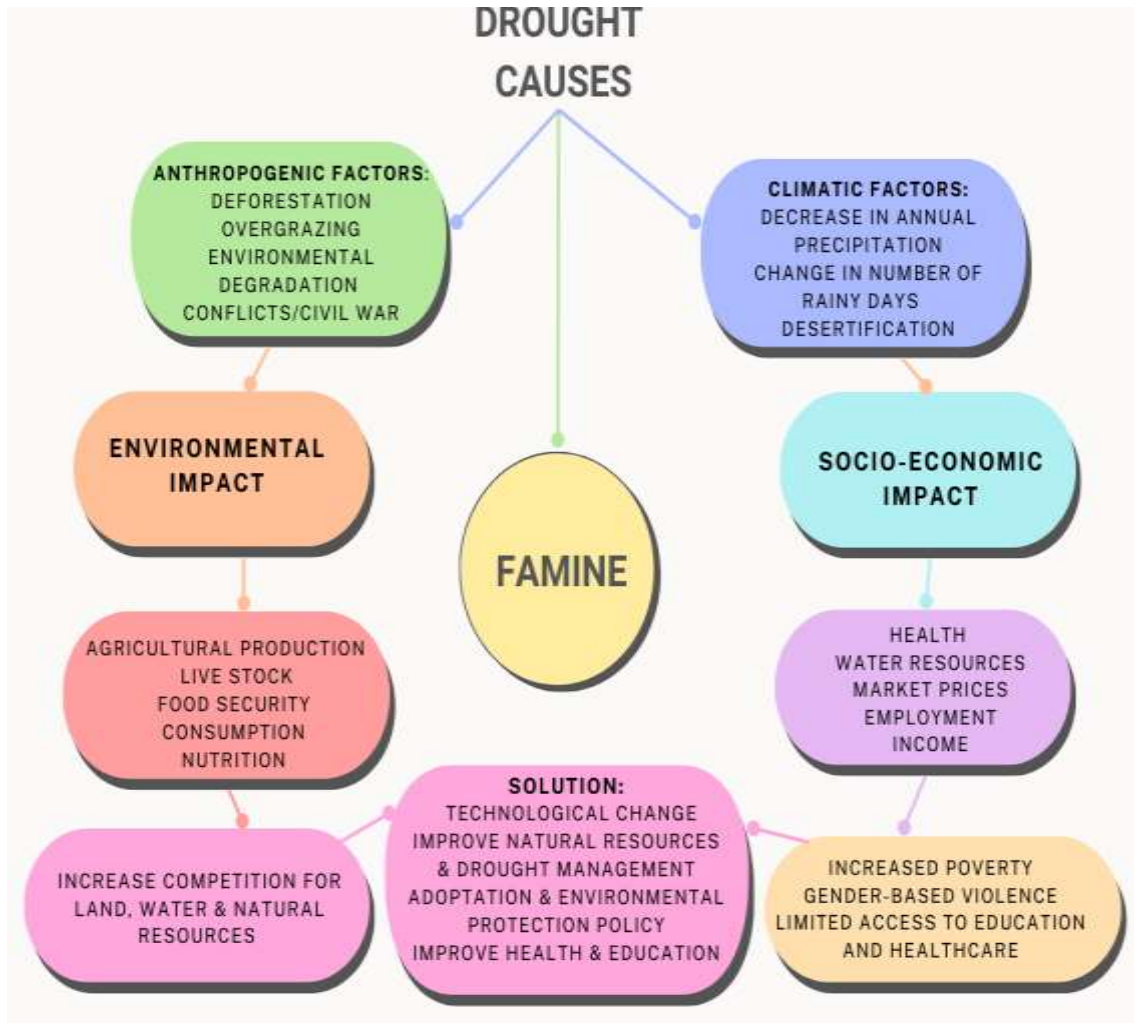 DROUGHT
CAUSES
ANTHROPOGENIC FACTORS:
DEFORESTATION
OVERGRAZING
ENVIRONMENTAL
DEGRADATION
CONFLICTS/CIVIL WAR
CLIMATIC FACTORS:
DECREASE IN ANNUAL
PRECIPITATION
CHANGE IN NUMBER OF
RAINY DAYS
DESERTIFICATION
ENVIRONMENTAL
IMPACT
FAMINE
SOCIO-ECONOMIC
IMPACT
AGRICULTURAL PRODUCTION
LIVE STOCK
FOOD SECURITY
CONSUMPTION
NUTRITION
HEALTH
WATER RESOURCES
MARKET PRICES
EMPLOYMENT
INCOME
INCREASE COMPETITION FOR
LAND, WATER & NATURAL
RESOURCES
SOLUTION:
TECHNOLOGICAL CHANGE
IMPROVE NATURAL RESOURCES
& DROUGHT MANAGEMENT
ADOPTATION & ENVIRONMENTAL
PROTECTION POLICY
IMPROVE HEALTH & EDUCATION
INCREASED POVERTY
GENDER-BASED VIOLENCE
LIMITED ACCESS TO EDUCATION
AND HEALTHCARE